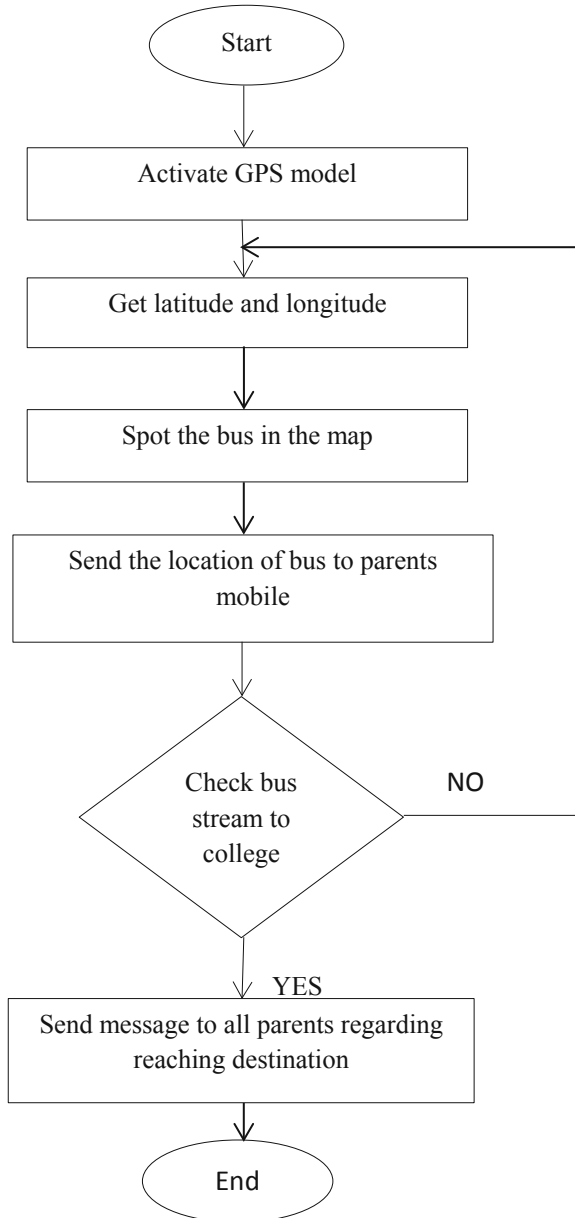 Start
Activate GPS model
Get latitude and longitude
Spot the bus in the map
Send the location of bus to parents
mobile
Check bus
stream to
college
NO
YES
Send message to all parents regarding
reaching destination
End